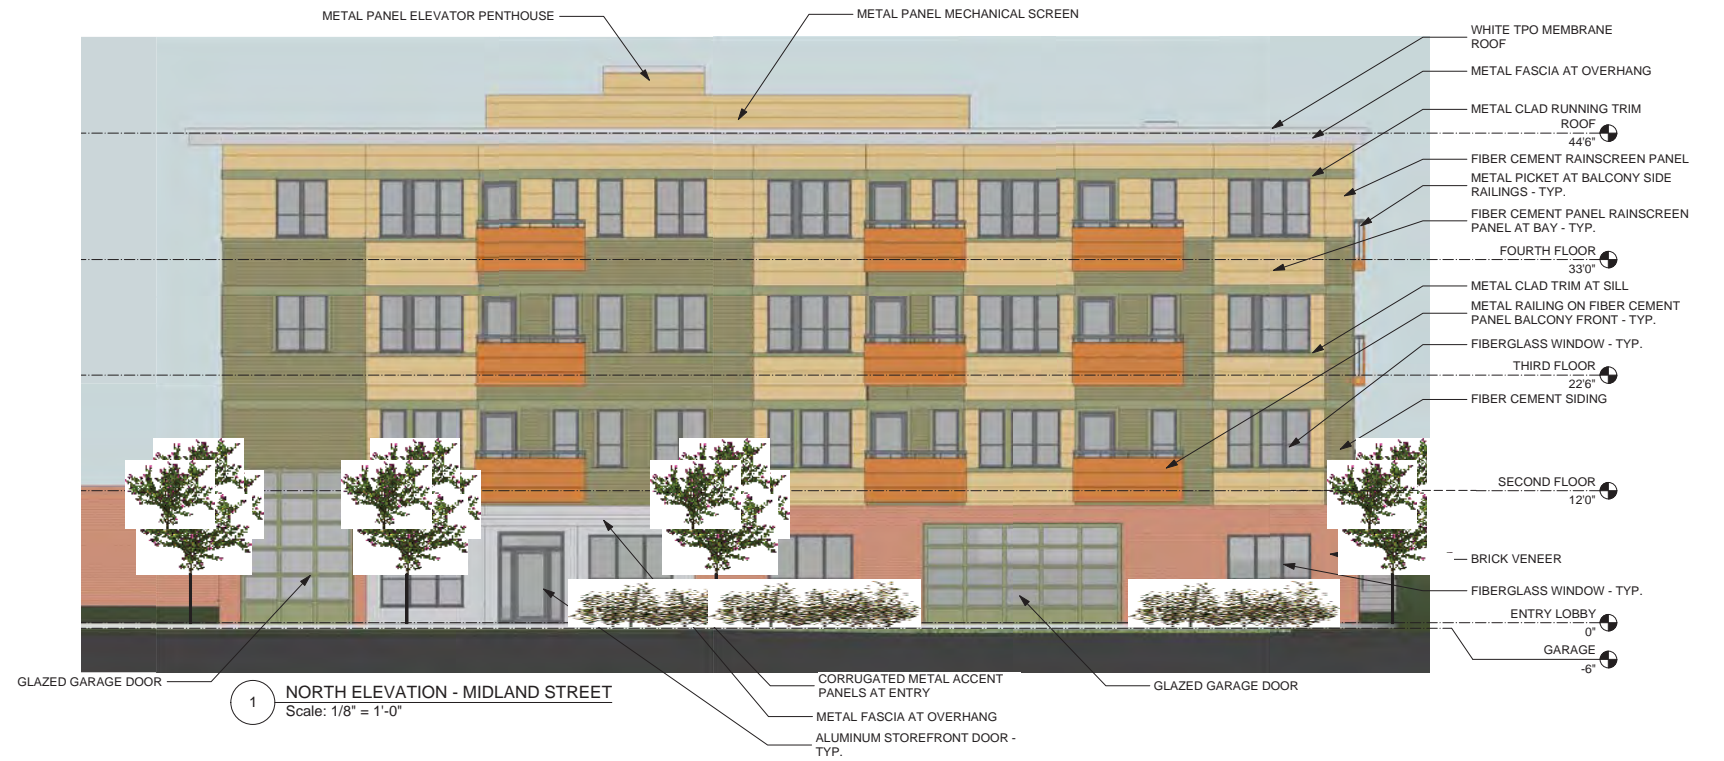 METAL PANEL ELEVATOR PENTHOUSE
METAL PANEL MECHANICAL SCREEN
WHITE TPO MEMBRANE
ROOF
METAL FASCIA AT OVERHANG
METAL CLAD RUNNING TRIM
ROOF
44'6"
FIBER CEMENT RAINSCREEN PANEL
METAL PICKET AT BALCONY SIDE
RAILINGS - TYP.
FIBER CEMENT PANEL RAINSCREEN
PANEL AT BAY - TYP.
FOURTH FLOOR
33'0"
METAL CLAD TRIM AT SILL
METAL RAILING ON FIBER CEMENT
PANEL BALCONY FRONT - TYP.
FIBERGLASS WINDOW - TYP.
THIRD FLOOR
22'6"
FIBER CEMENT SIDING
SECOND FLOOR
12'0"
BRICK VENEER
FIBERGLASS WINDOW - TYP.
ENTRY LOBBY
0"
GARAGE
-6"
GLAZED GARAGE DOOR
1
NORTH ELEVATION - MIDLAND STREET
Scale: 1/8" = 1'-0"
CORRUGATED METAL ACCENT
PANELS AT ENTRY
METAL FASCIA AT OVERHANG
ALUMINUM STOREFRONT DOOR -
TYP.
GLAZED GARAGE DOOR